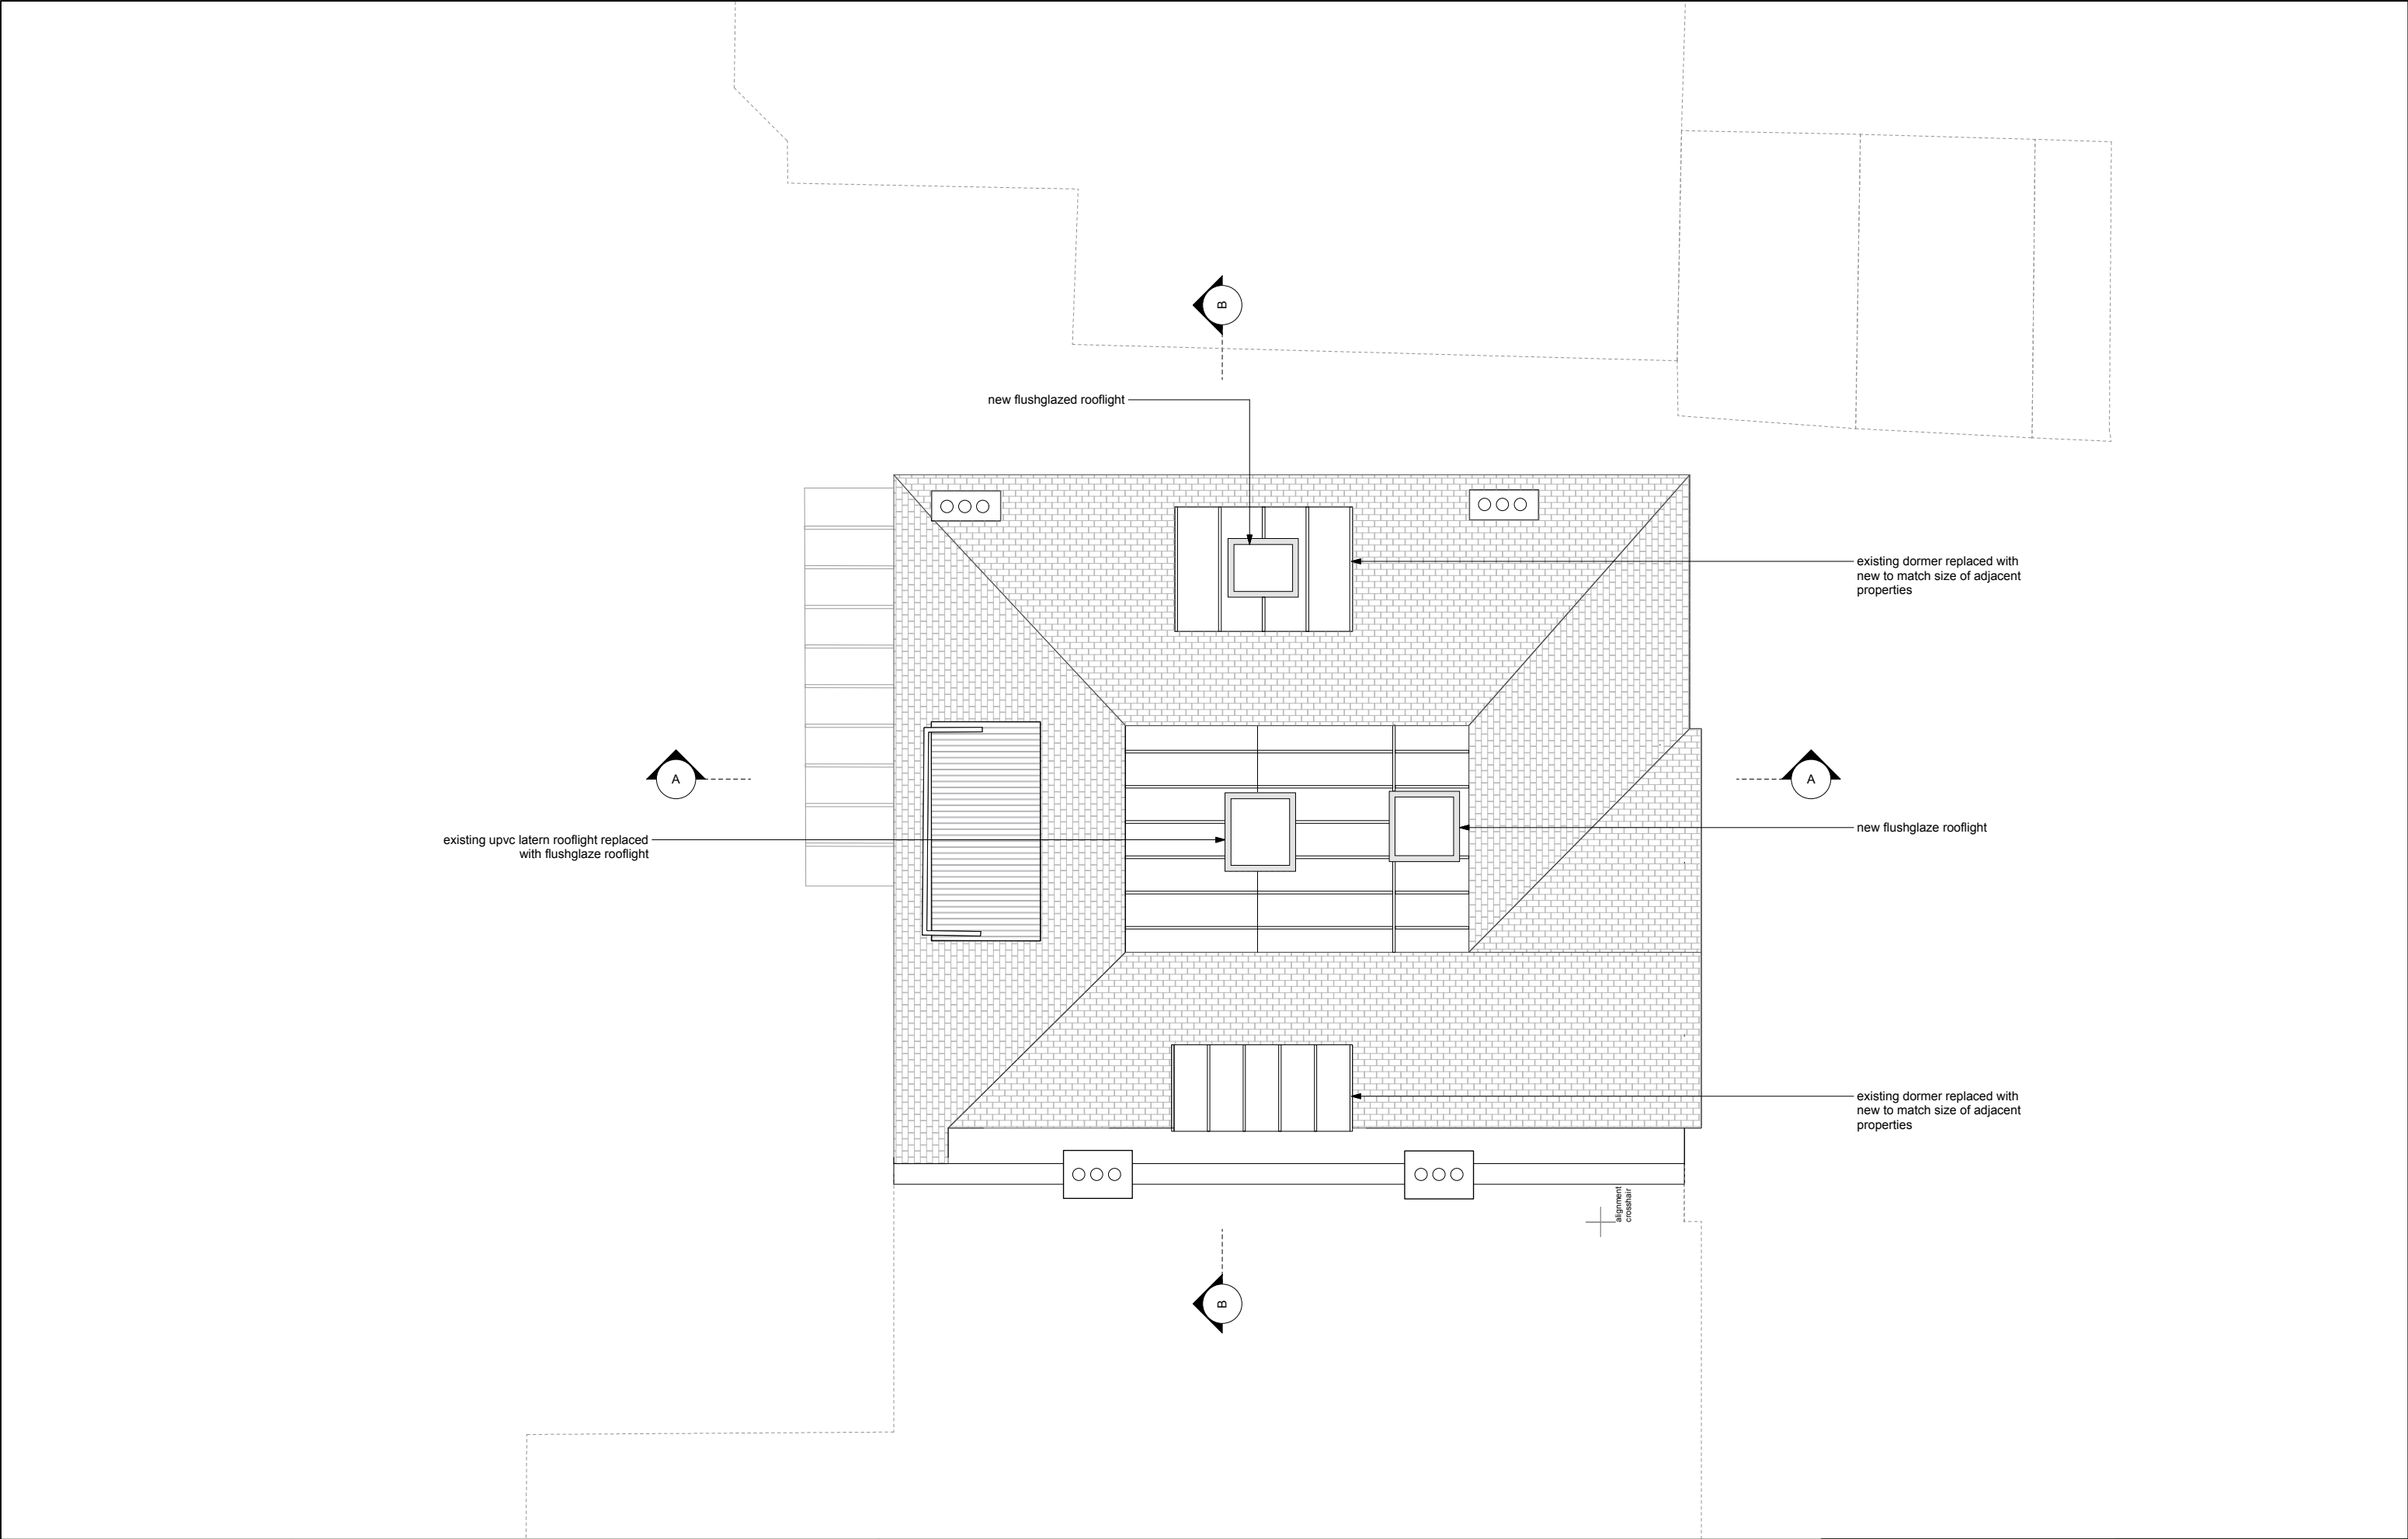 B
new flushglazed rooflight
existing dormer replaced with
new to match size of adjacent
properties
A
A
existing upvc latern rooflight replaced
with flushglaze rooflight
new flushglaze rooflight
existing dormer replaced with
new to match size of adjacent
properties
alignment
crosshair
B